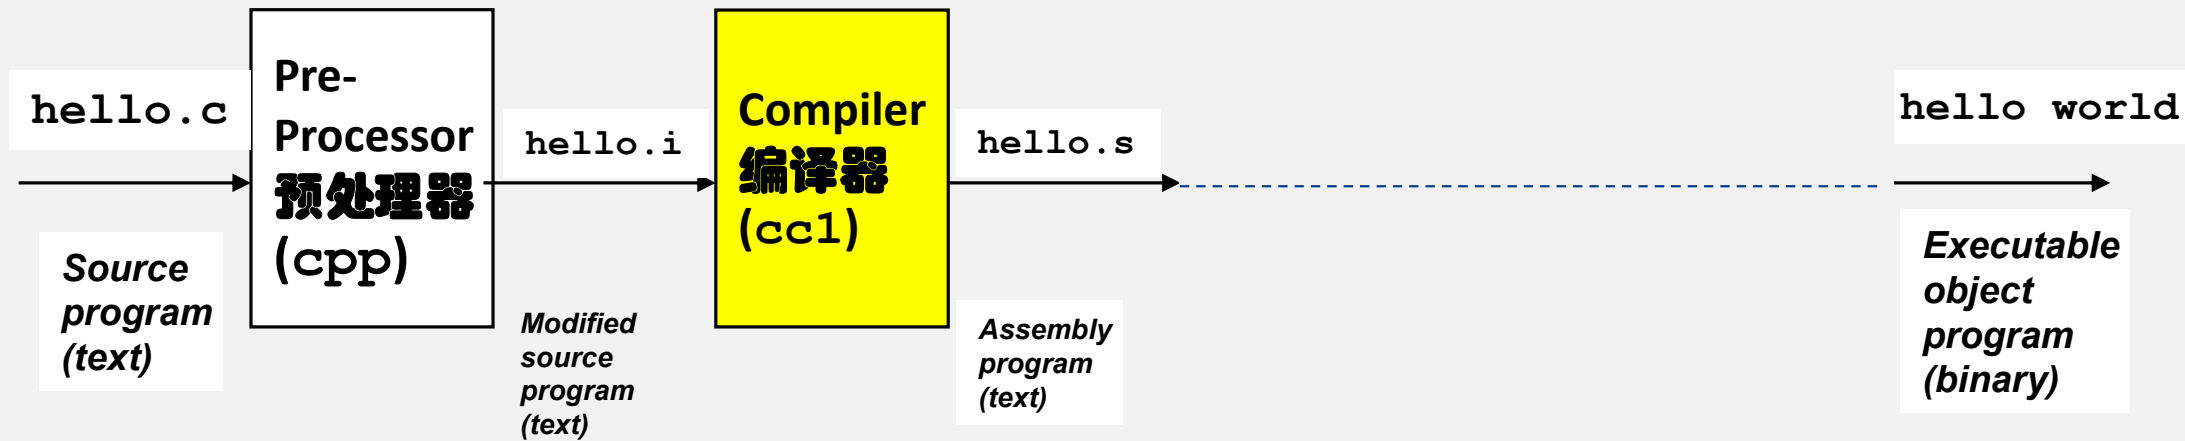 hello.c
Source
program
(text)
Pre-
Processor
预处理器
(cpp)
hello.i
Modified
source
program
(text)
Compiler
编译器
(cc1)
hello.s
Assembly
program
(text)
hello world
Executable
object
program
(binary)